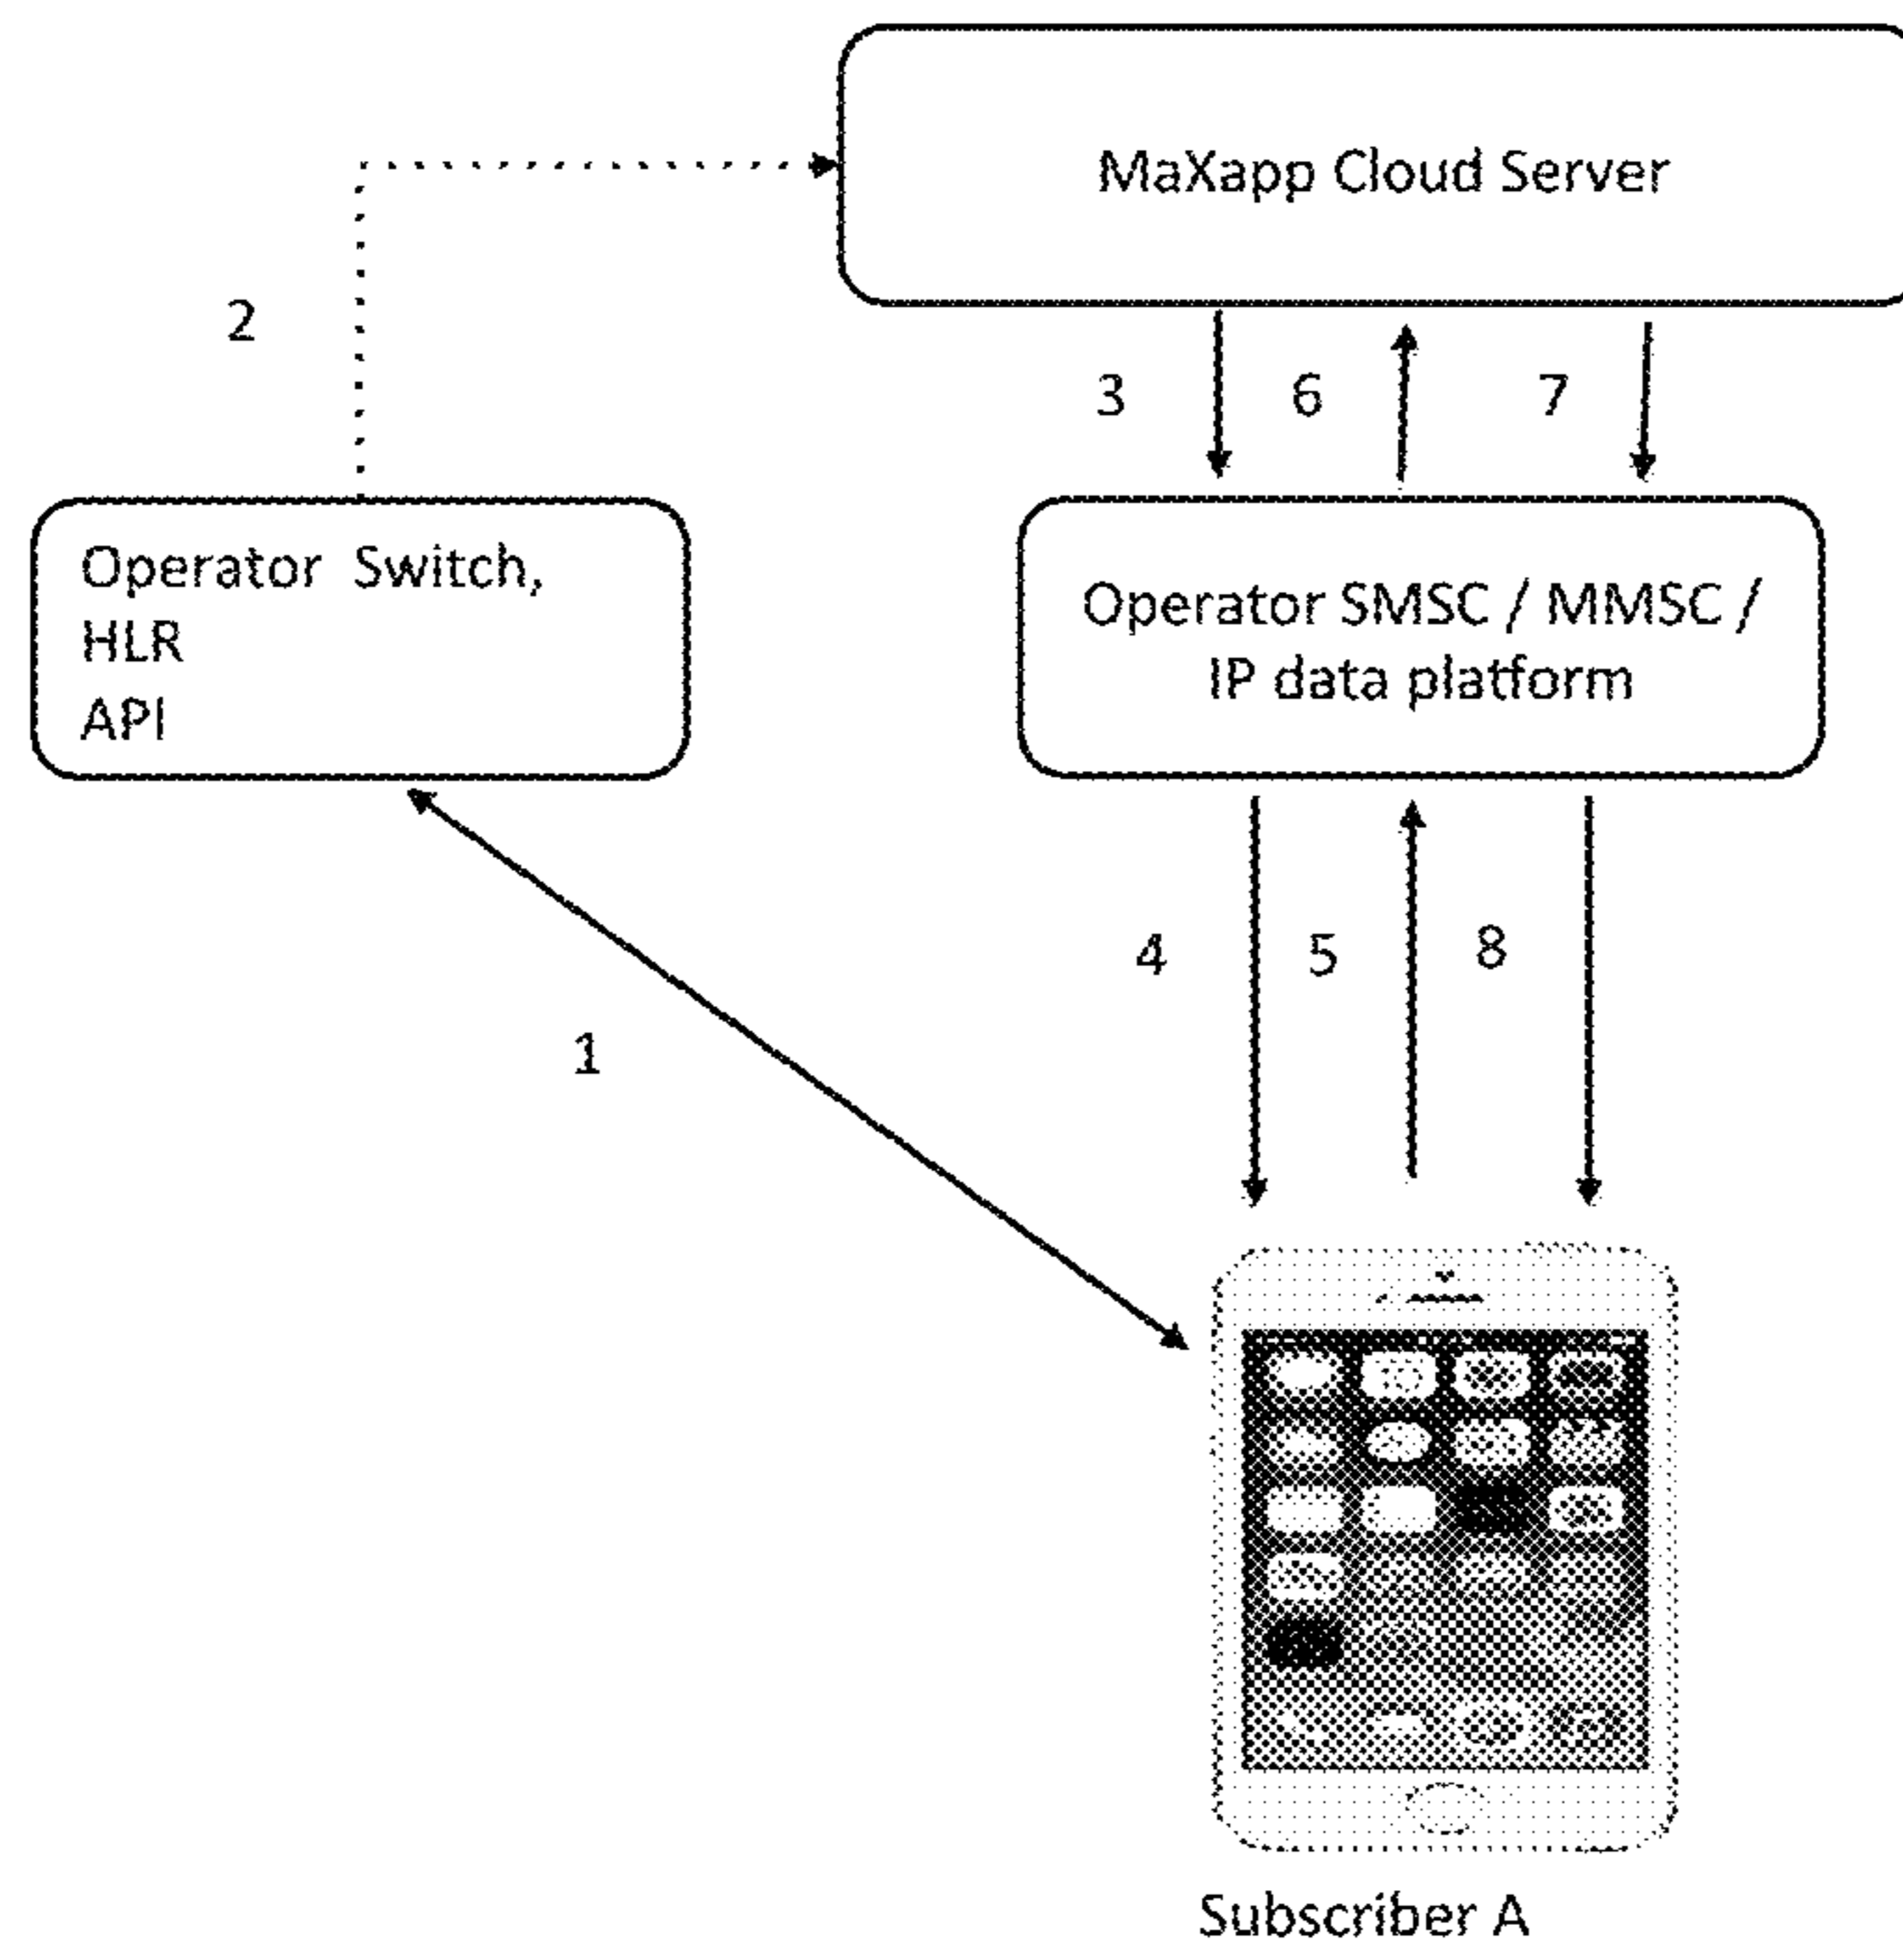 MaXapp Cloud Server
2
3
6
7
Operator Switch,
HLR
API
Operator SMSC / MMSC /
IP data platform
4
5
8
1
Subscriber A